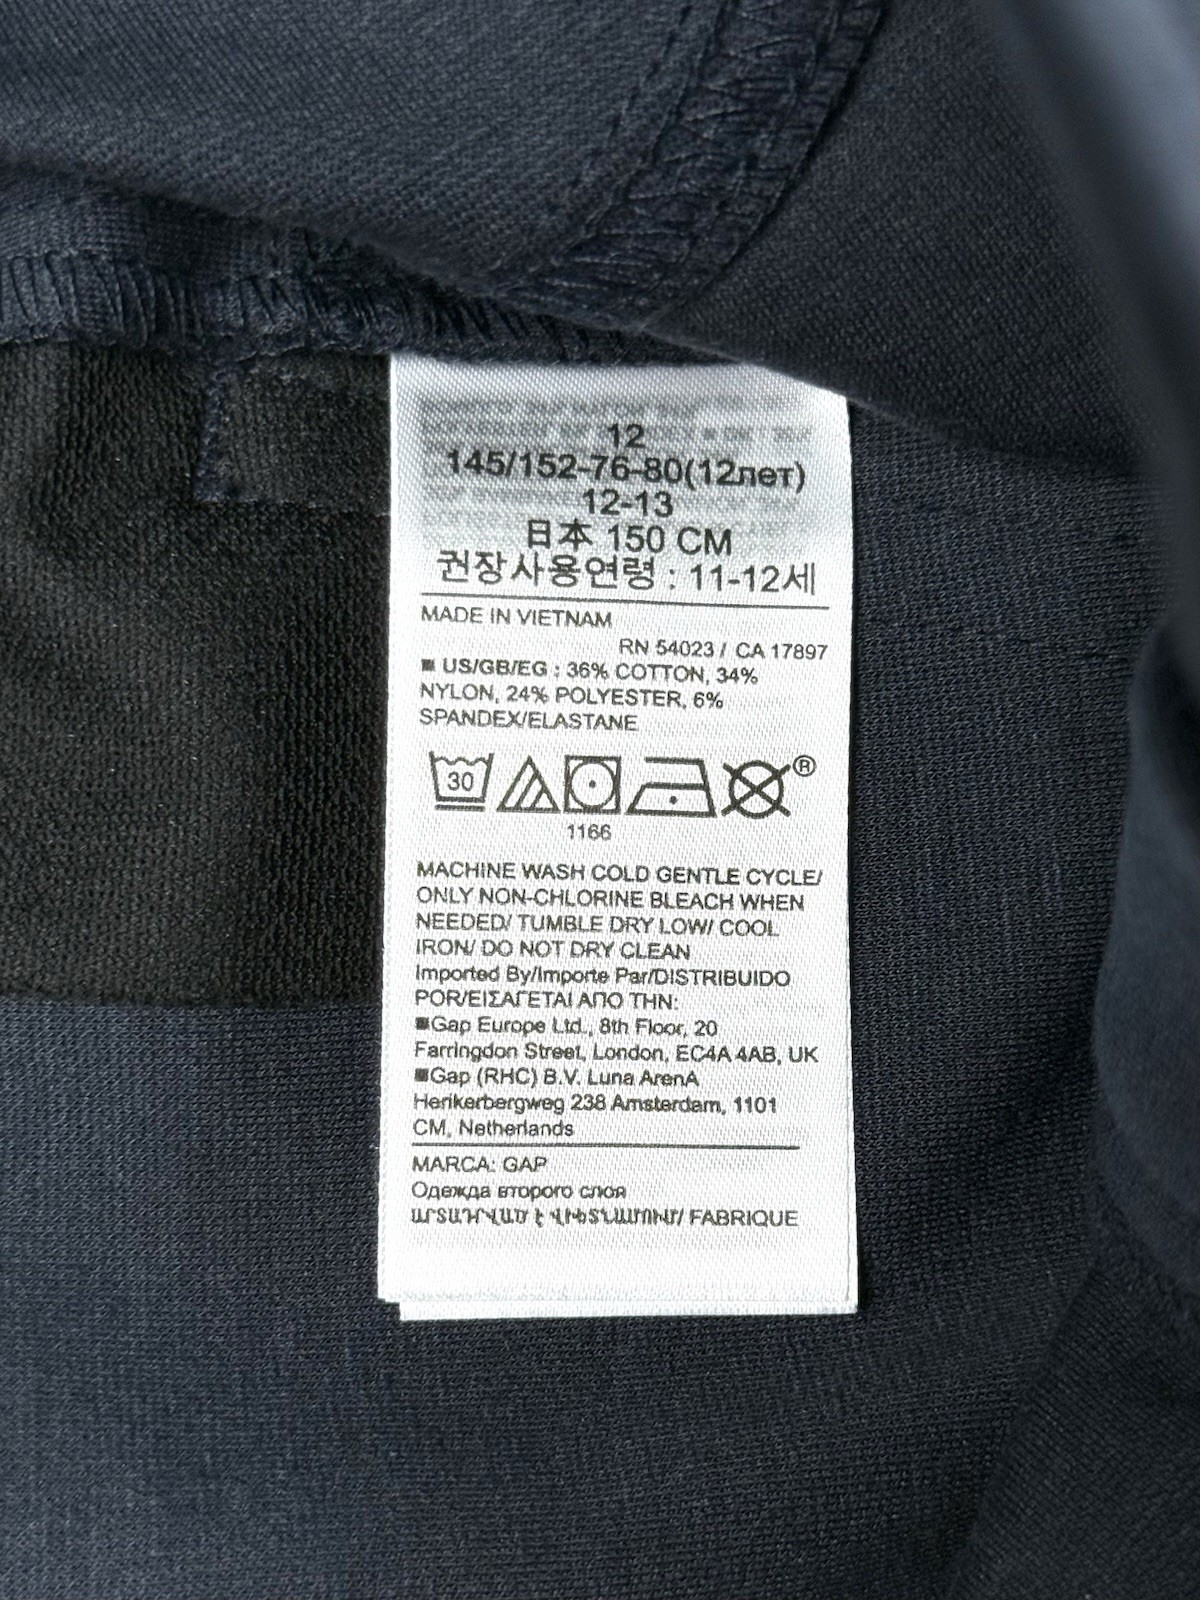 12
145/152-76-80(12лет)
12-13
日本 150 CM
권장사용연령 : 11-12세
MADE IN VIETNAM
RN 54023 / CA 17897
■ US/GB/EG : 36% COTTON, 34%
NYLON, 24% POLYESTER, 6%
SPANDEX/ELASTANE
30
®
1166
MACHINE WASH COLD GENTLE CYCLE/
ONLY NON-CHLORINE BLEACH WHEN
NEEDED/ TUMBLE DRY LOW/ COOL
IRON/ DO NOT DRY CLEAN
Imported By/Importe Par/DISTRIBUIDO
POR/ΕΙΣΑΓΕΤΑΙ ΑΠΟ ΤΗΝ:
■Gap Europe Ltd., 8th Floor, 20
Farringdon Street, London, EC4A 4AB, UK
■Gap (RHC) B.V. Luna ArenA
Herikerbergweg 238 Amsterdam, 1101
CM, Netherlands
MARCA: GAP
Одежда второго слоя
ԱՐՏԱԴՐՎԱԾ Է ՎԻԵՏՆԱՄՈՒՄ/ FABRIQUE